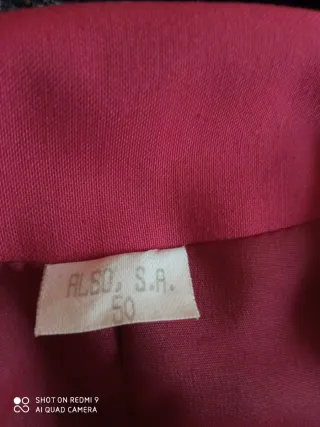 ALSO, S.A.
50
SHOT ON REDMI 9
AI QUAD CAMERA